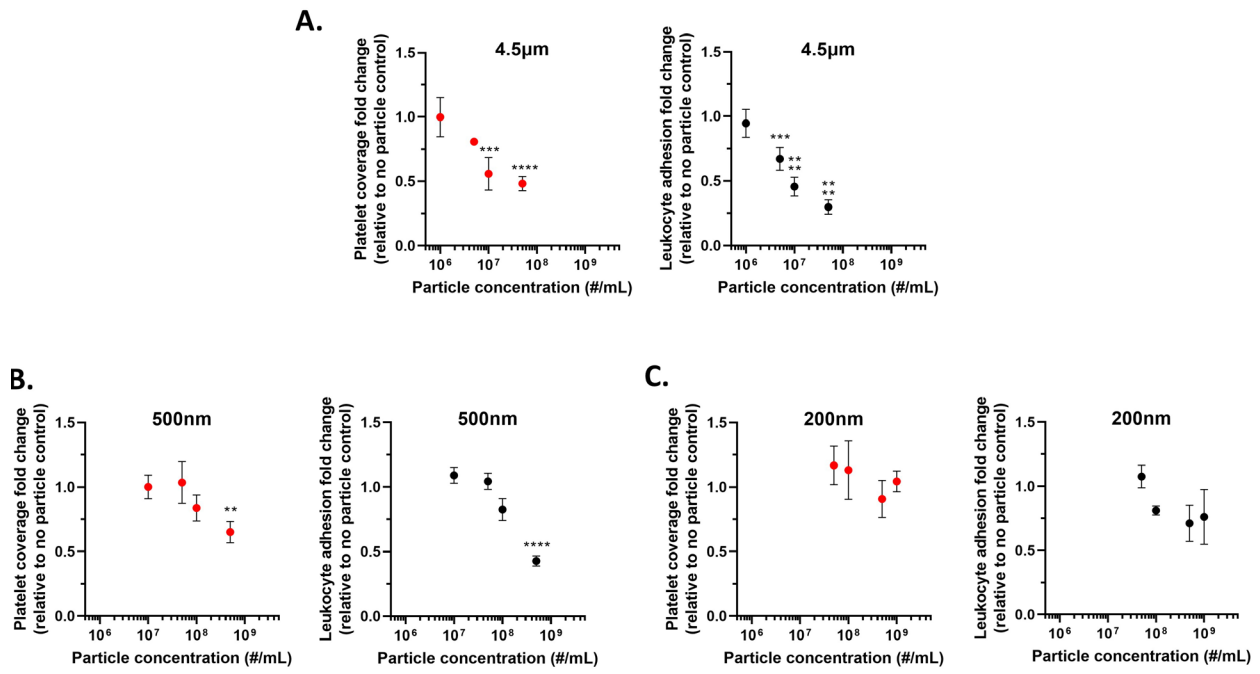 A.
4.5µm
Platelet coverage fold change
(relative to no particle control)
1.5
1.0
0.5
0.0
***
****
10⁶ 10⁷ 10⁸ 10⁹
Particle concentration (#/mL)
4.5µm
Leukocyte adhesion fold change
(relative to no particle control)
1.5
1.0
0.5
0.0
***
**
**
**
**
10⁶ 10⁷ 10⁸ 10⁹
Particle concentration (#/mL)
B.
500nm
Platelet coverage fold change
(relative to no particle control)
1.5
1.0
0.5
0.0
**
10⁶ 10⁷ 10⁸ 10⁹
Particle concentration (#/mL)
500nm
Leukocyte adhesion fold change
(relative to no particle control)
1.5
1.0
0.5
0.0
****
10⁶ 10⁷ 10⁸ 10⁹
Particle concentration (#/mL)
C.
200nm
Platelet coverage fold change
(relative to no particle control)
1.5
1.0
0.5
0.0
10⁶ 10⁷ 10⁸ 10⁹
Particle concentration (#/mL)
200nm
Leukocyte adhesion fold change
(relative to no particle control)
1.5
1.0
0.5
0.0
10⁶ 10⁷ 10⁸ 10⁹
Particle concentration (#/mL)